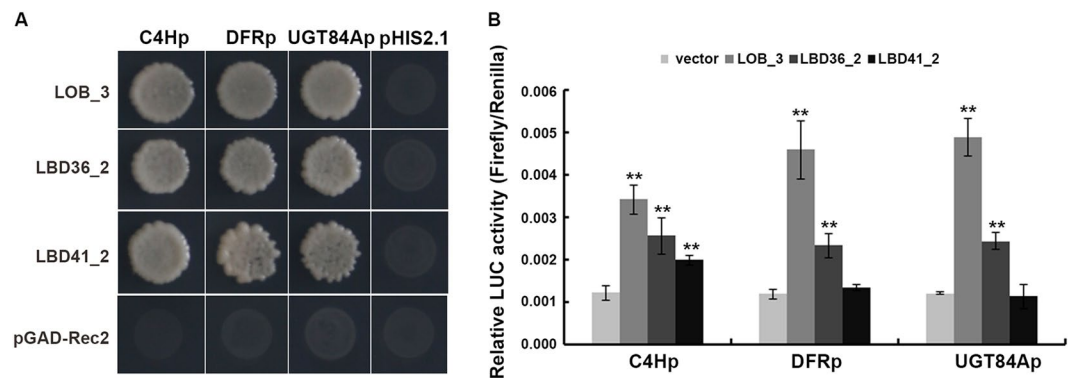 A
C4Hp DFRp UGT84Ap pHIS2.1
LOB_3
LBD36_2
LBD41_2
pGAD-Rec2
B
vector LOB_3 LBD36_2 LBD41_2
Relative LUC activity (Firefly/Renilla)
0.006
0.005
0.004
0.003
0.002
0.001
0.000
** ** **
** **
** **
C4Hp DFRp UGT84Ap